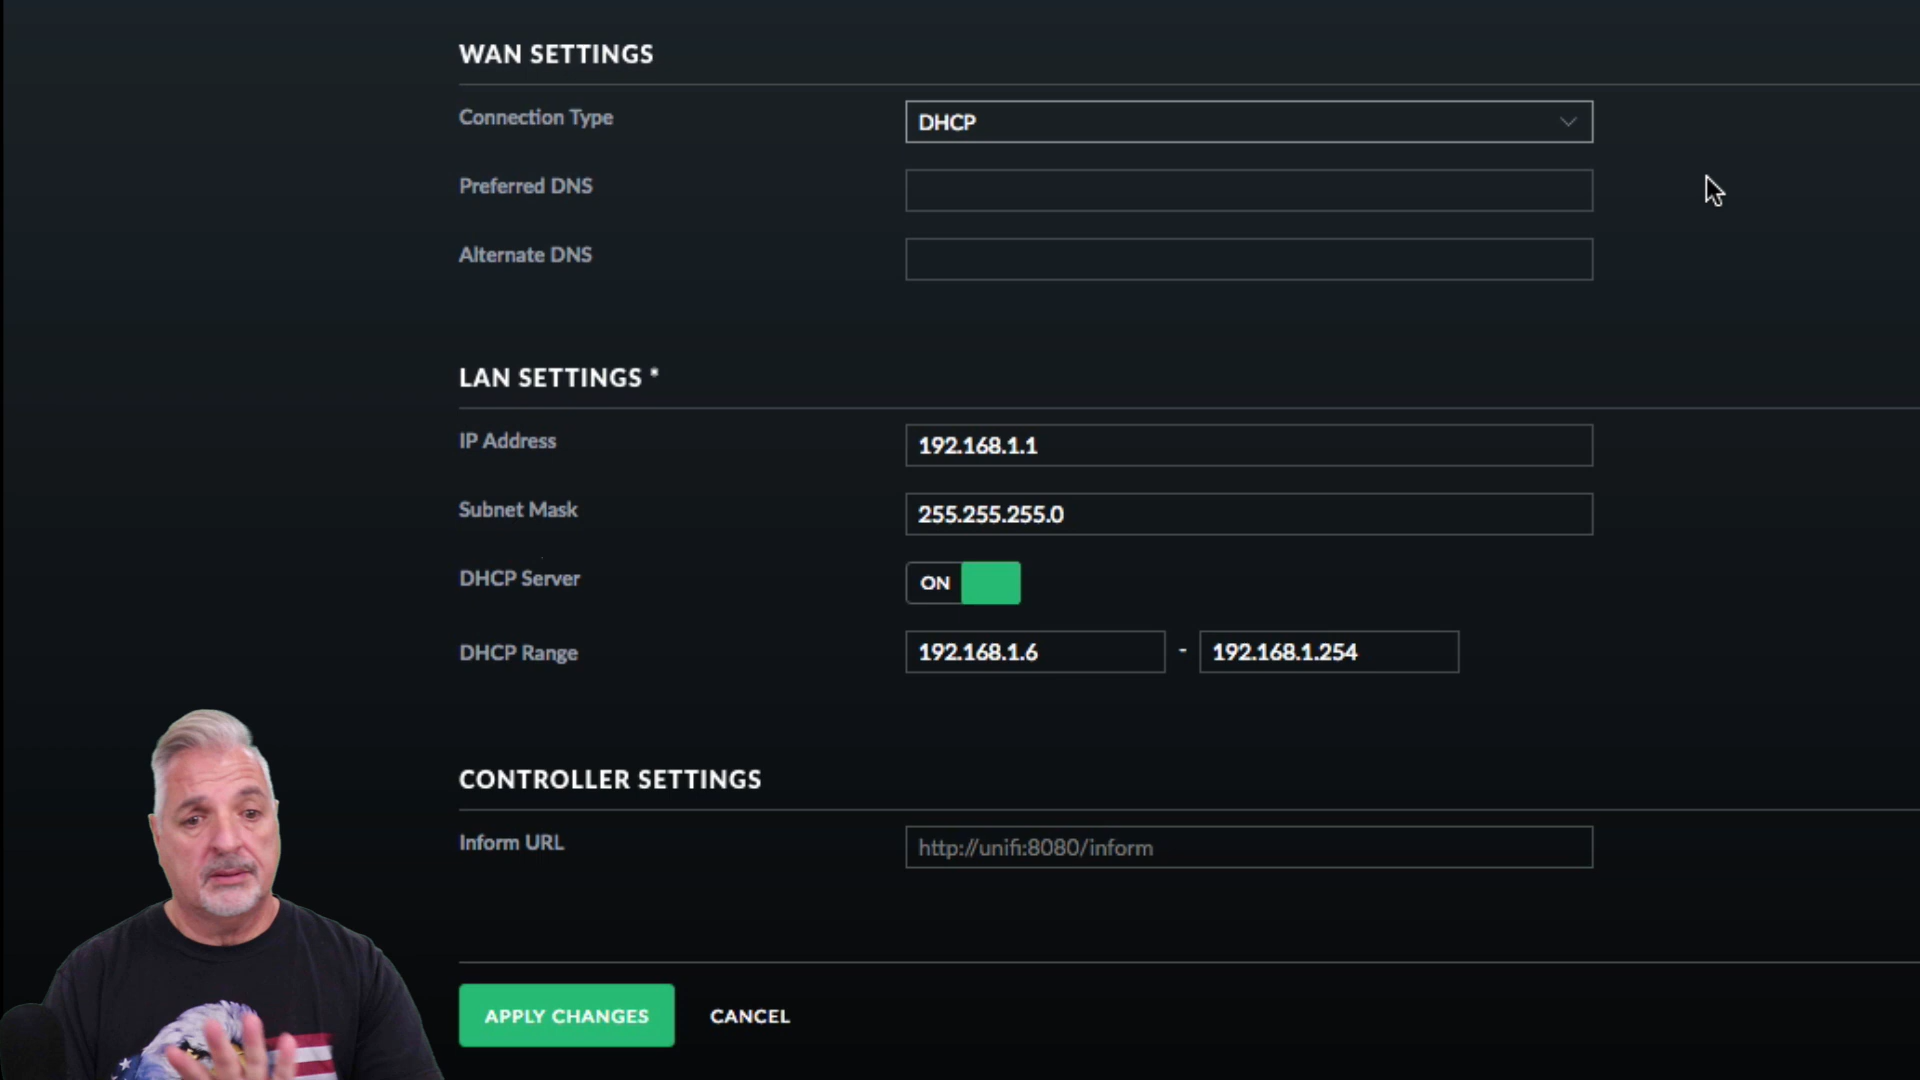 WAN SETTINGS
Connection Type
DHCP
Preferred DNS
Alternate DNS
LAN SETTINGS *
IP Address
192.168.1.1
Subnet Mask
255.255.255.0
DHCP Server
ON
DHCP Range
192.168.1.6 - 192.168.1.254
CONTROLLER SETTINGS
Inform URL
http://unifi:8080/inform
APPLY CHANGES
CANCEL